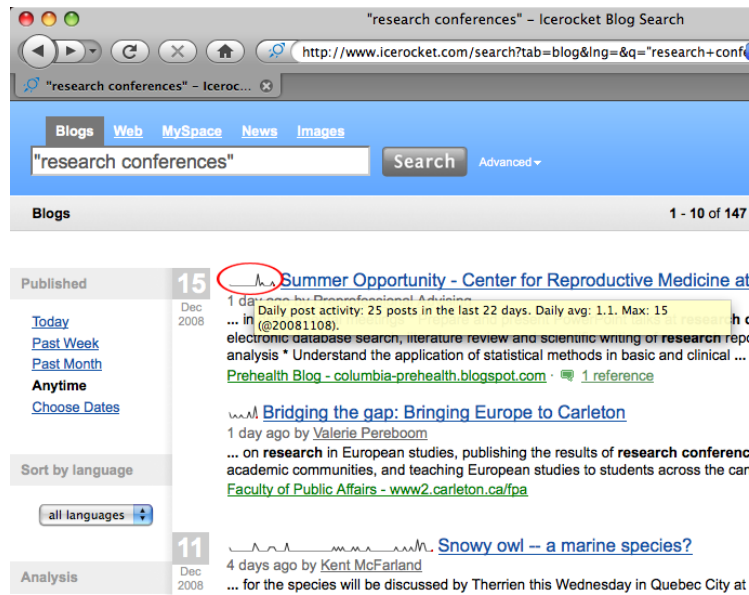 "research conferences" – Icerocket Blog Search
http://www.icerocket.com/search?tab=blog&lng=&q="research+conf
"research conferences" – Iceroc...
Blogs Web MySpace News Images
"research conferences" Search Advanced
Blogs 1 - 10 of 147
Published
Today
Past Week
Past Month
Anytime
Choose Dates
Sort by language
all languages
Analysis
15 Dec 2008
Summer Opportunity - Center for Reproductive Medicine at
1 day ago by Preprofessional Advising
Daily post activity: 25 posts in the last 22 days. Daily avg: 1.1. Max: 15
(@20081108).
... in
electronic database search, literature review and scientific writing of research repo
analysis * Understand the application of statistical methods in basic and clinical ...
Prehealth Blog - columbia-prehealth.blogspot.com · 1 reference
Bridging the gap: Bringing Europe to Carleton
1 day ago by Valerie Pereboom
... on research in European studies, publishing the results of research conferenc
academic communities, and teaching European studies to students across the can
Faculty of Public Affairs - www2.carleton.ca/fpa
11 Dec 2008
Snowy owl -- a marine species?
4 days ago by Kent McFarland
... for the species will be discussed by Therrien this Wednesday in Quebec City at